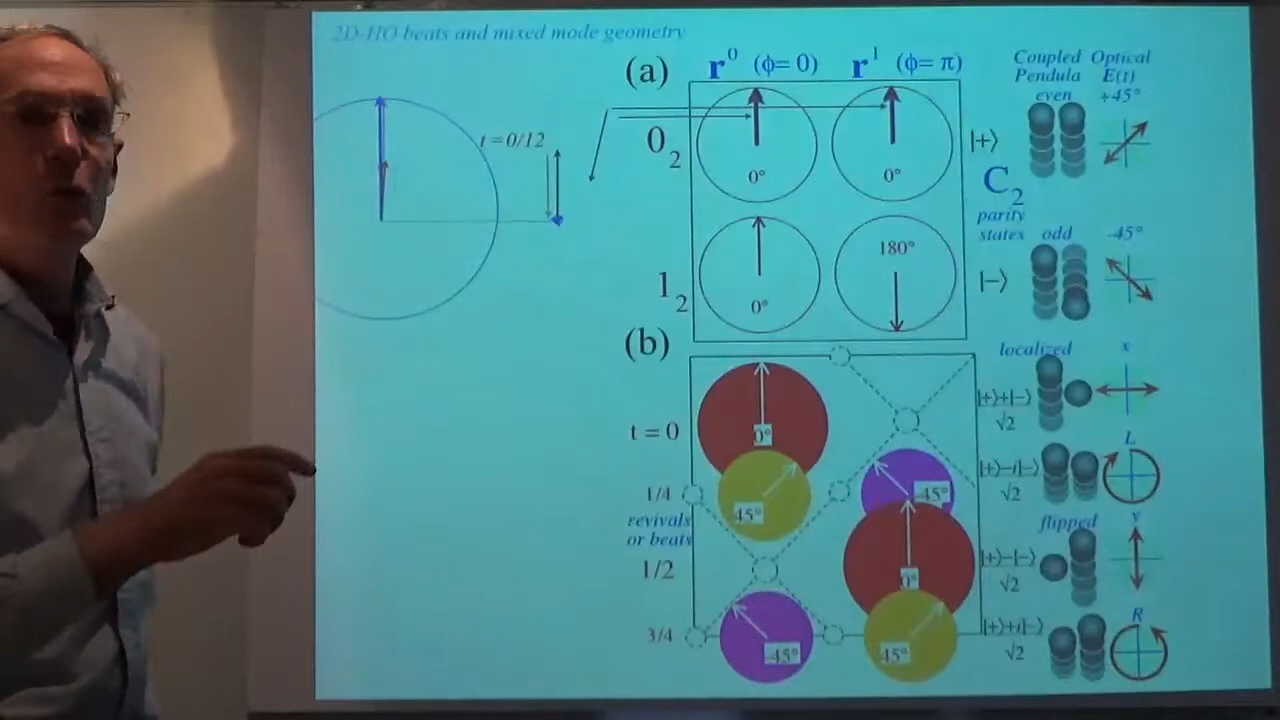 2D-HO beats and mixed mode geometry
t = 0/12
(a)
r⁰ (ϕ= 0) r¹ (ϕ= π)
0₂
0° 0°
1₂
0° 180°
Coupled Optical
Pendula E(t)
even +45°
|+⟩
C₂
parity
states odd -45°
|−⟩
(b)
t = 0
0°
1/4
45° -45°
revivals
or beats
1/2
0°
3/4
-45° 45°
localized x
|+⟩+|−⟩
√2
L
|+⟩−i|−⟩
√2
flipped y
|+⟩−|−⟩
√2
R
|+⟩+i|−⟩
√2